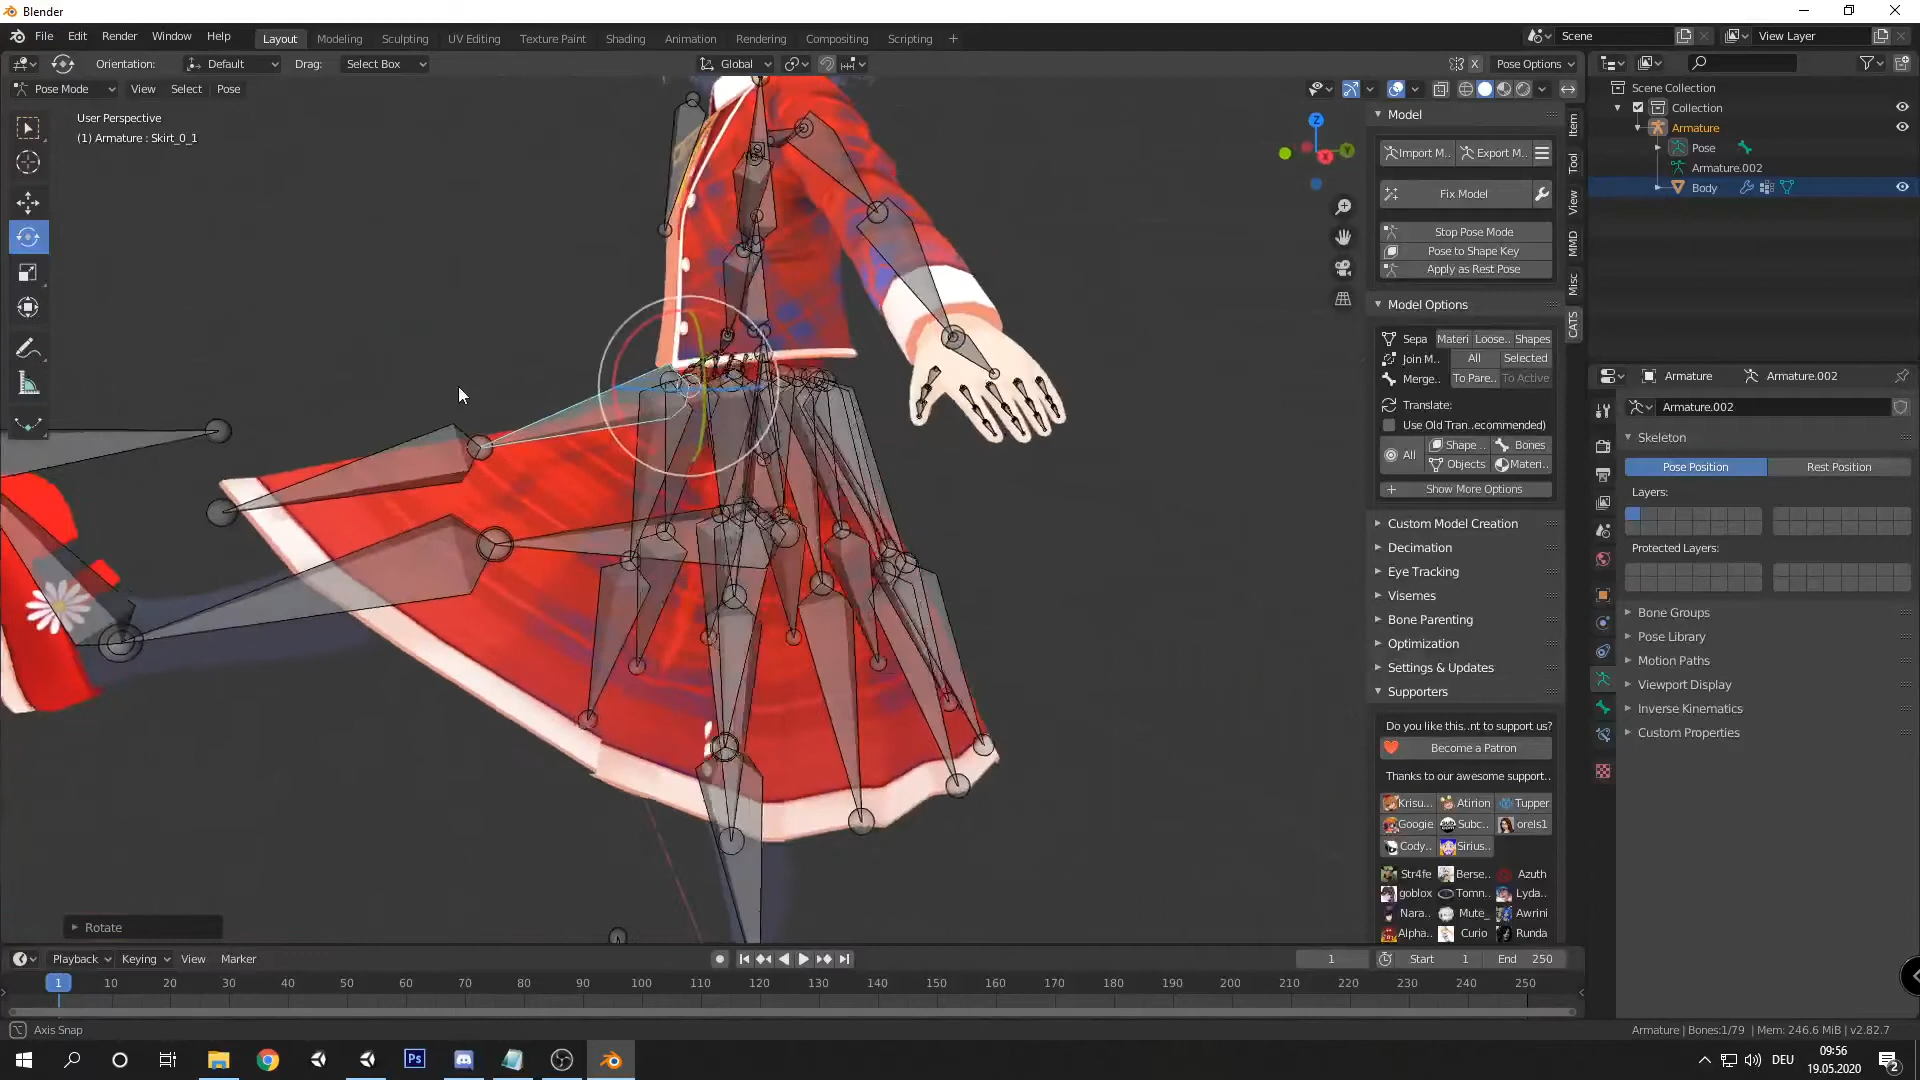 Blender
File Edit Render Window Help Layout Modeling Sculpting UV Editing Texture Paint Shading Animation Rendering Compositing Scripting + Scene View Layer
Orientation: Default Drag: Select Box Global X Pose Options
Pose Mode View Select Pose
User Perspective
(1) Armature : Skirt_0_1
Z
X
Y
Model
Import M.. Export M..
Fix Model
Stop Pose Mode
Pose to Shape Key
Apply as Rest Pose
Model Options
Sepa Materi Loose.. Shapes
Join M.. All Selected
Merge.. To Pare.. To Active
Translate:
Use Old Tran..ecommended)
All Shape.. Bones
Objects Materi..
Show More Options
Custom Model Creation
Decimation
Eye Tracking
Visemes
Bone Parenting
Optimization
Settings & Updates
Supporters
Do you like this..nt to support us?
Become a Patron
Thanks to our awesome support..
Krisu... Atirion Tupper
Googie Subc.. orels1
Cody.. Sirius..
Str4fe Berse.. Azuth
goblox Tomn.. Lyda..
Nara.. Mute_ Awrini
Alpha.. Curio Runda
Item
Tool
View
MMD
Misc
CATS
Scene Collection
Collection
Armature
Pose
Armature.002
Body
Armature Armature.002
Armature.002
Skeleton
Pose Position Rest Position
Layers:
Protected Layers:
Bone Groups
Pose Library
Motion Paths
Viewport Display
Inverse Kinematics
Custom Properties
Rotate
Playback Keying View Marker 1 Start 1 End 250
1 10 20 30 40 50 60 70 80 90 100 110 120 130 140 150 160 170 180 190 200 210 220 230 240 250
Axis Snap Armature | Bones:1/79 | Mem: 246.6 MiB | v2.82.7
Ps DEU 09:56
19.05.2020
2